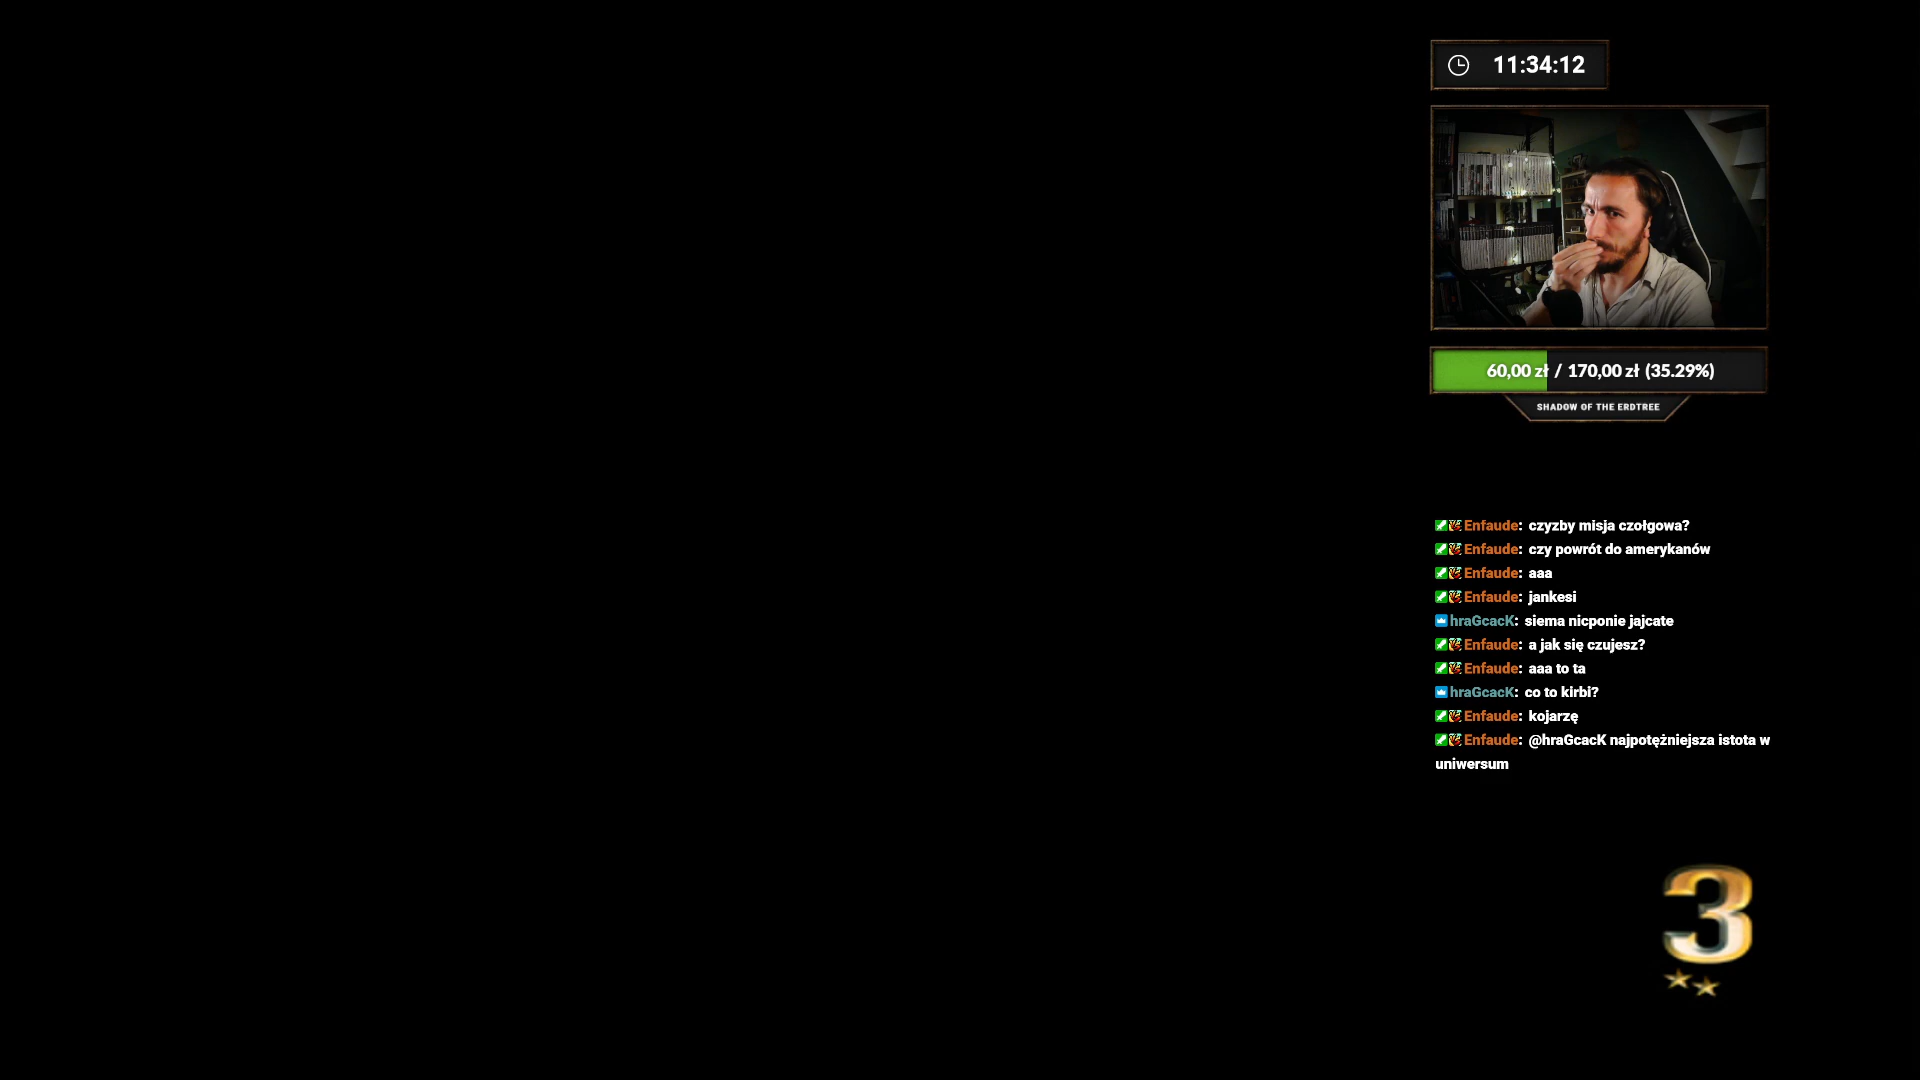 11:34:12
60,00 zł / 170,00 zł (35.29%)
SHADOW OF THE ERDTREE
Enfaude: czyzby misja czołgowa?
Enfaude: czy powrót do amerykanów
Enfaude: aaa
Enfaude: jankesi
hraGcacK: siema nicponie jajcate
Enfaude: a jak się czujesz?
Enfaude: aaa to ta
hraGcacK: co to kirbi?
Enfaude: kojarzę
Enfaude: @hraGcacK najpotężniejsza istota w
uniwersum
3